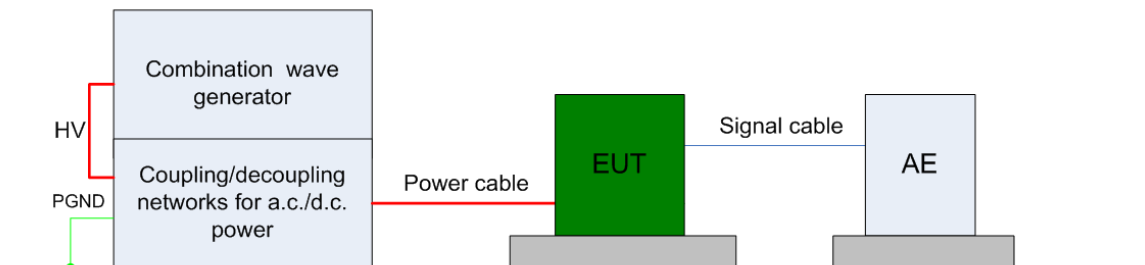 Combination wave
generator
HV
Coupling/decoupling
networks for a.c./d.c.
power
PGND
Power cable
EUT
Signal cable
AE